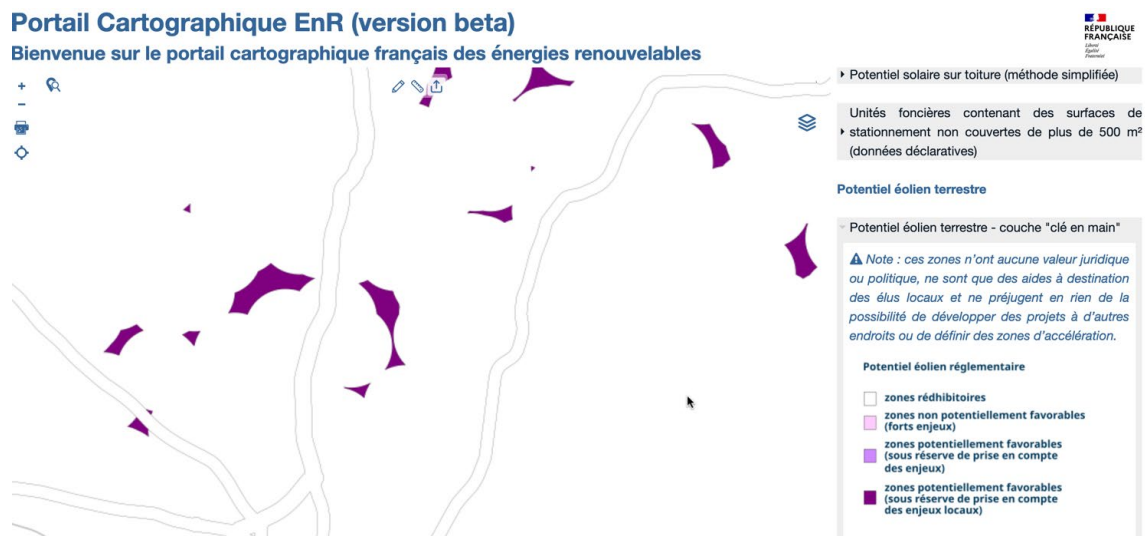 Portail Cartographique EnR (version beta)
Bienvenue sur le portail cartographique français des énergies renouvelables
RÉPUBLIQUE
FRANÇAISE
Liberté
Égalité
Fraternité
Potentiel solaire sur toiture (méthode simplifiée)
Unités foncières contenant des surfaces de
stationnement non couvertes de plus de 500 m²
(données déclaratives)
Potentiel éolien terrestre
Potentiel éolien terrestre - couche "clé en main"
Note : ces zones n’ont aucune valeur juridique
ou politique, ne sont que des aides à destination
des élus locaux et ne préjugent en rien de la
possibilité de développer des projets à d’autres
endroits ou de définir des zones d’accélération.
Potentiel éolien réglementaire
zones rédhibitoires
zones non potentiellement favorables
(forts enjeux)
zones potentiellement favorables
(sous réserve de prise en compte
des enjeux)
zones potentiellement favorables
(sous réserve de prise en compte
des enjeux locaux)